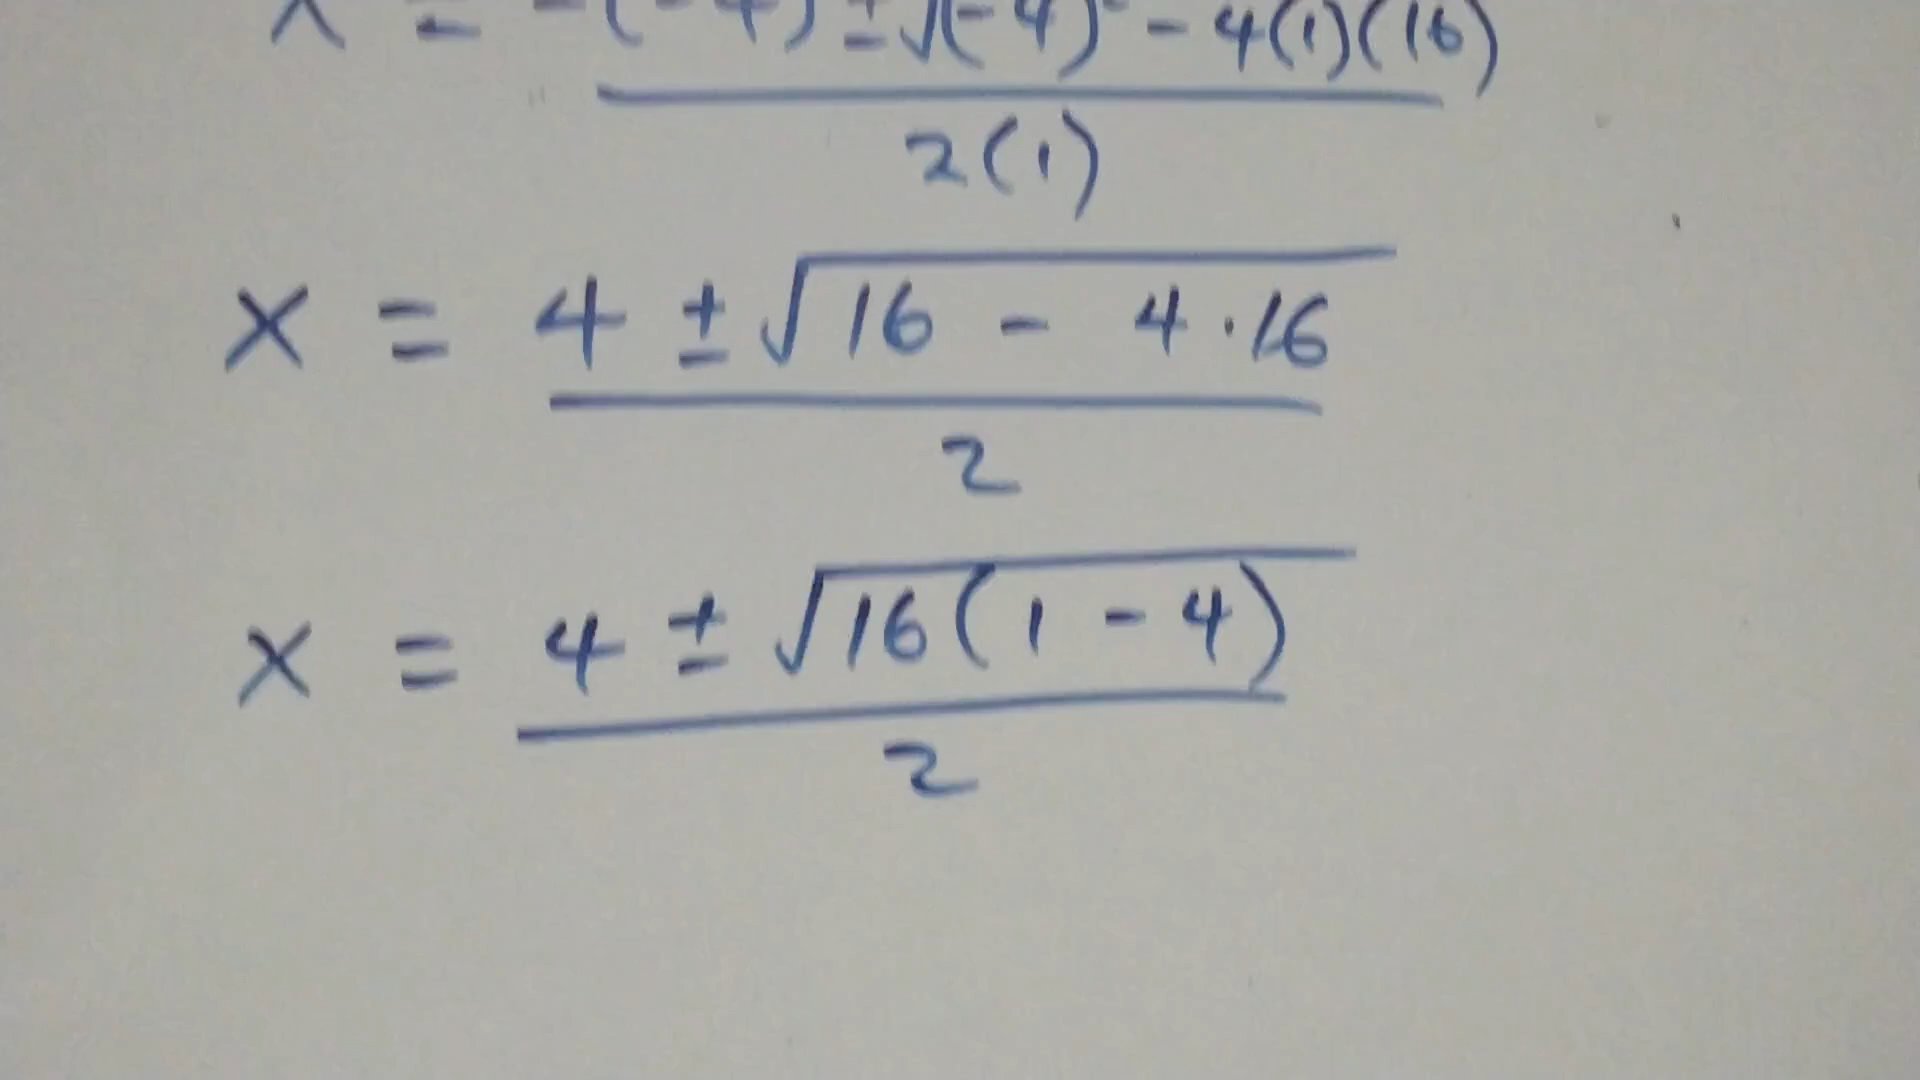 x = -(-4) ± √(-4)² - 4(1)(16)
2(1)
x = 4 ± √16 - 4·16
2
x = 4 ± √16(1 - 4)
2